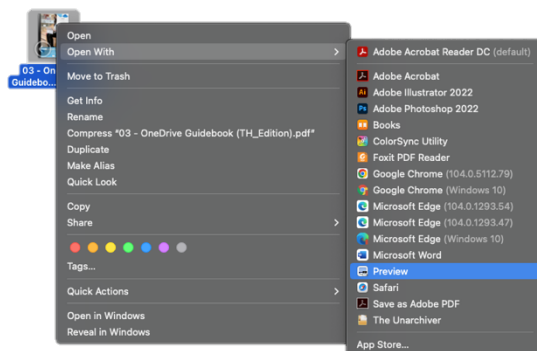 03 - On
Guidebo...
Open
Open With
Move to Trash
Get Info
Rename
Compress "03 - OneDrive Guidebook (TH_Edition).pdf"
Duplicate
Make Alias
Quick Look
Copy
Share
Tags...
Quick Actions
Open in Windows
Reveal in Windows
Adobe Acrobat Reader DC (default)
Adobe Acrobat
Adobe Illustrator 2022
Adobe Photoshop 2022
Books
ColorSync Utility
Foxit PDF Reader
Google Chrome (104.0.5112.79)
Google Chrome (Windows 10)
Microsoft Edge (104.0.1293.54)
Microsoft Edge (104.0.1293.47)
Microsoft Edge (Windows 10)
Microsoft Word
Preview
Safari
Save as Adobe PDF
The Unarchiver
App Store...